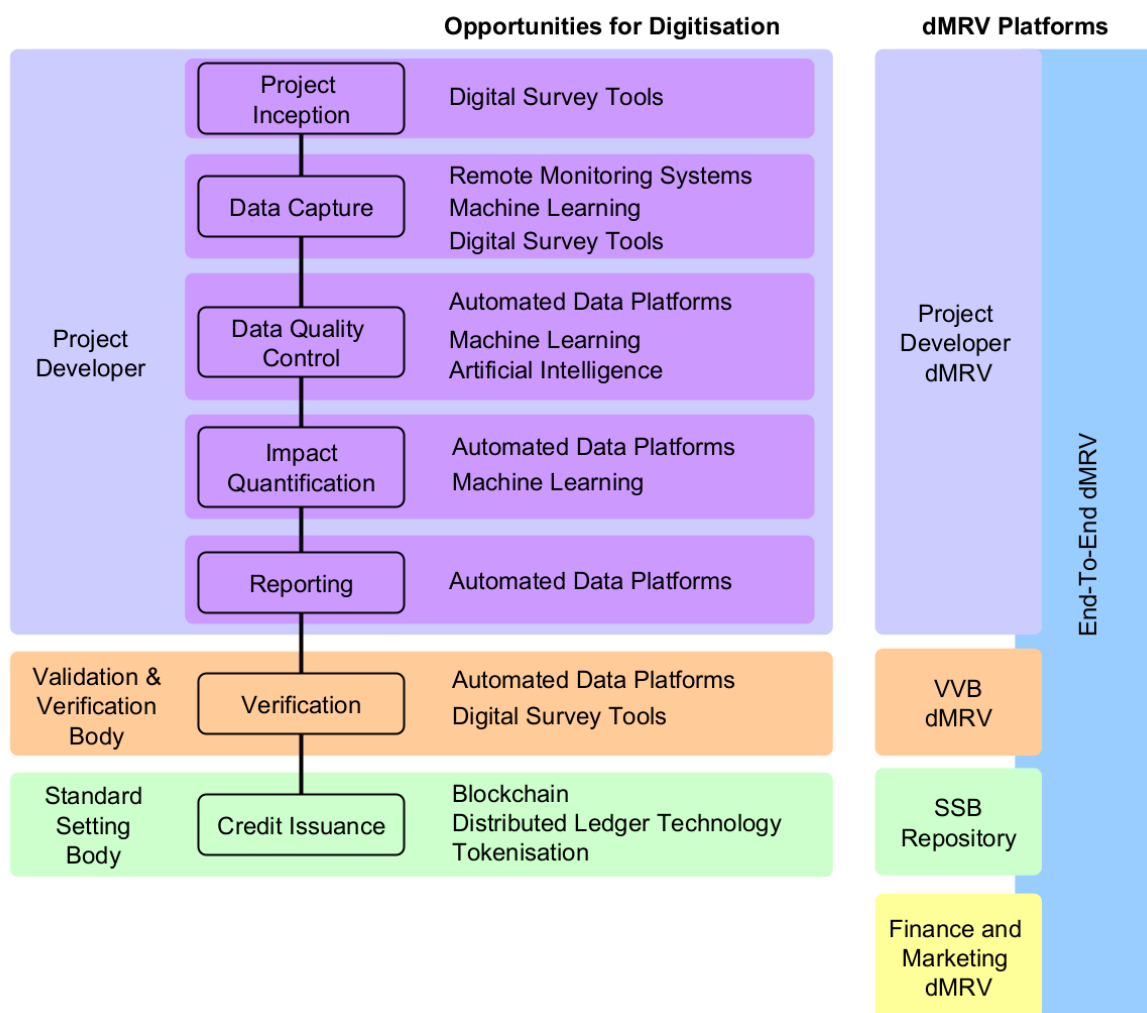 Opportunities for Digitisation
dMRV Platforms
Project
Developer
Project
Inception
Digital Survey Tools
Data Capture
Remote Monitoring Systems
Machine Learning
Digital Survey Tools
Data Quality
Control
Automated Data Platforms
Machine Learning
Artificial Intelligence
Impact
Quantification
Automated Data Platforms
Machine Learning
Reporting
Automated Data Platforms
Validation &
Verification
Body
Verification
Automated Data Platforms
Digital Survey Tools
Standard
Setting
Body
Credit Issuance
Blockchain
Distributed Ledger Technology
Tokenisation
Project
Developer
dMRV
VVB
dMRV
SSB
Repository
Finance and
Marketing
dMRV
End-To-End dMRV